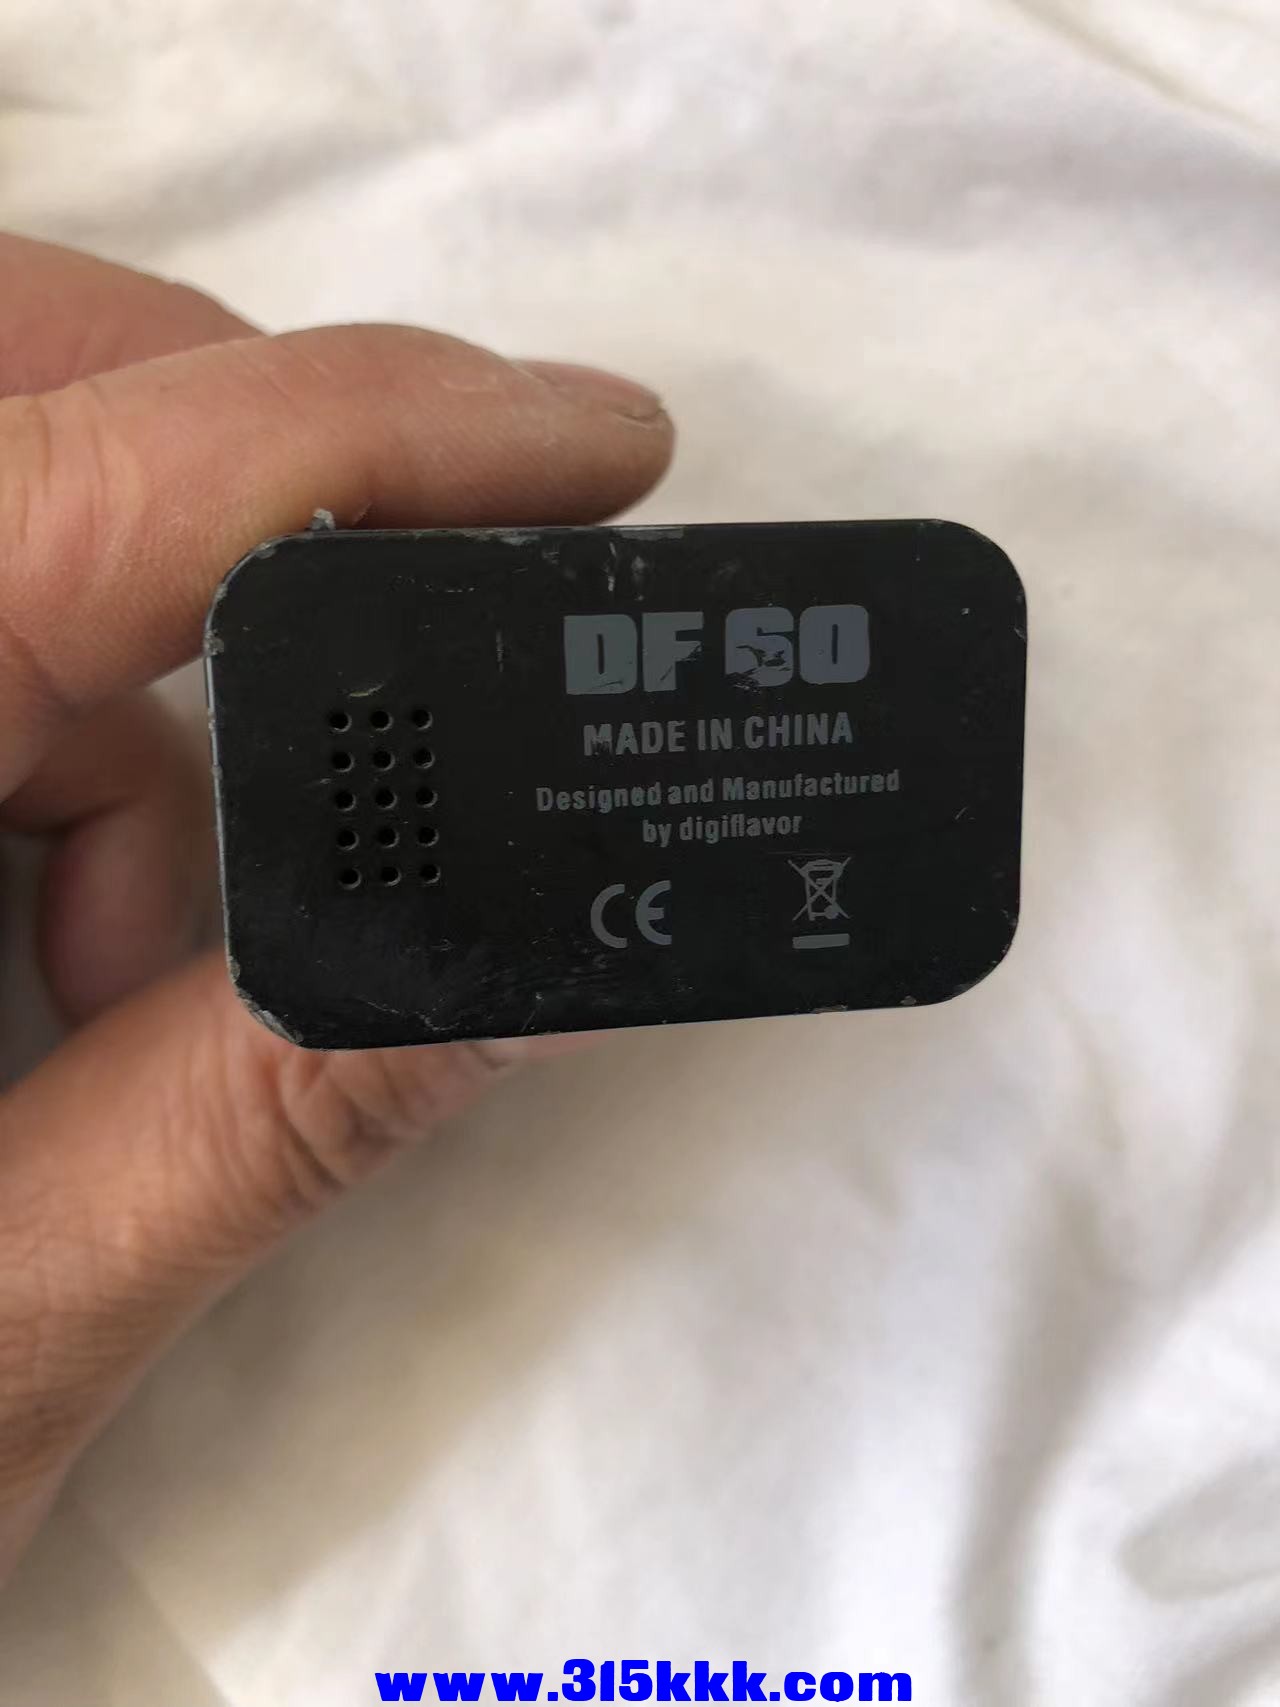 DF 60
MADE IN CHINA
Designed and Manufactured
by digiflavor
CE
www.315kkk.com